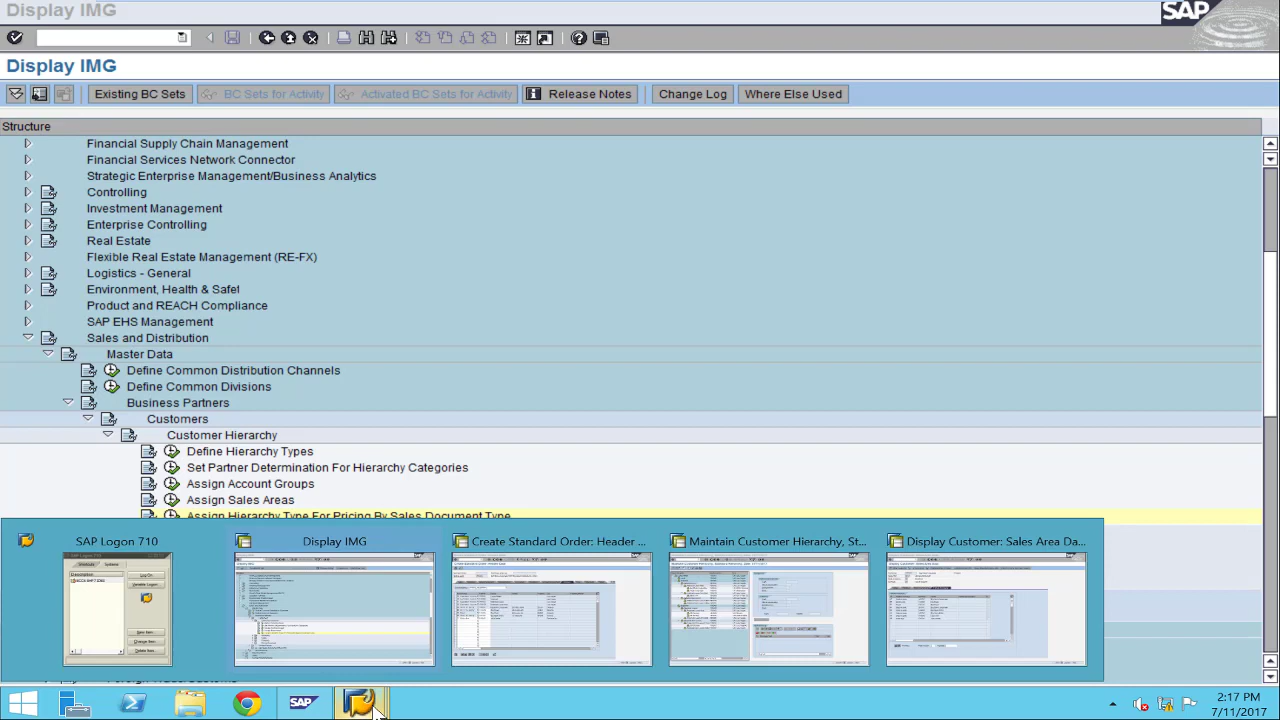 Display IMG
SAP
Display IMG
Existing BC Sets
BC Sets for Activity
Activated BC Sets for Activity
Release Notes
Change Log
Where Else Used
Structure
Financial Supply Chain Management
Financial Services Network Connector
Strategic Enterprise Management/Business Analytics
Controlling
Investment Management
Enterprise Controlling
Real Estate
Flexible Real Estate Management (RE-FX)
Logistics - General
Environment, Health & Safet
Product and REACH Compliance
SAP EHS Management
Sales and Distribution
Master Data
Define Common Distribution Channels
Define Common Divisions
Business Partners
Customers
Customer Hierarchy
Define Hierarchy Types
Set Partner Determination For Hierarchy Categories
Assign Account Groups
Assign Sales Areas
Assign Hierarchy Type For Pricing By Sales Document Type
SAP Logon 710
Display IMG
Create Standard Order: Header ...
Maintain Customer Hierarchy, St...
Display Customer: Sales Area Da...
SAP
2:17 PM
7/11/2017